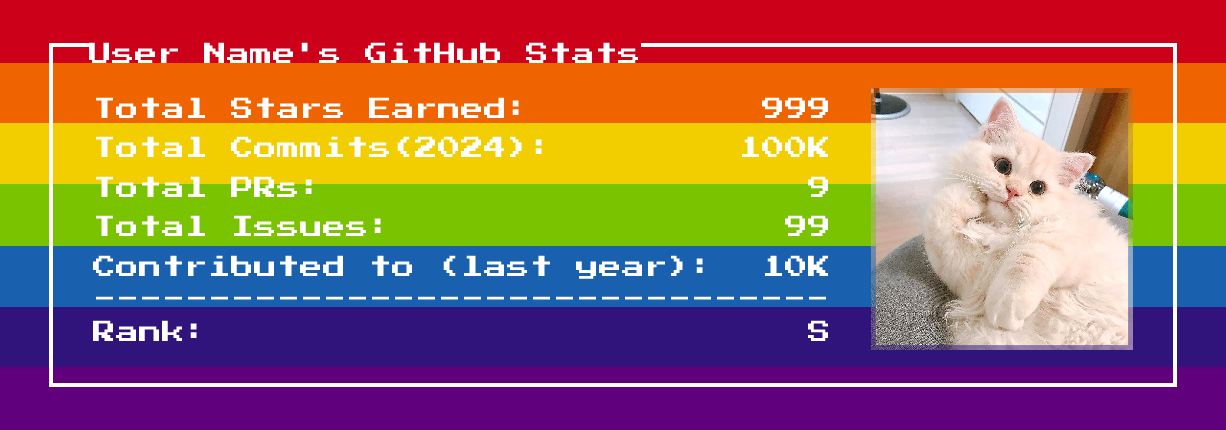 User Name's GitHub Stats
Total Stars Earned: 999
Total Commits(2024): 100K
Total PRs: 9
Total Issues: 99
Contributed to (last year): 10K
--------------------------------
Rank: S